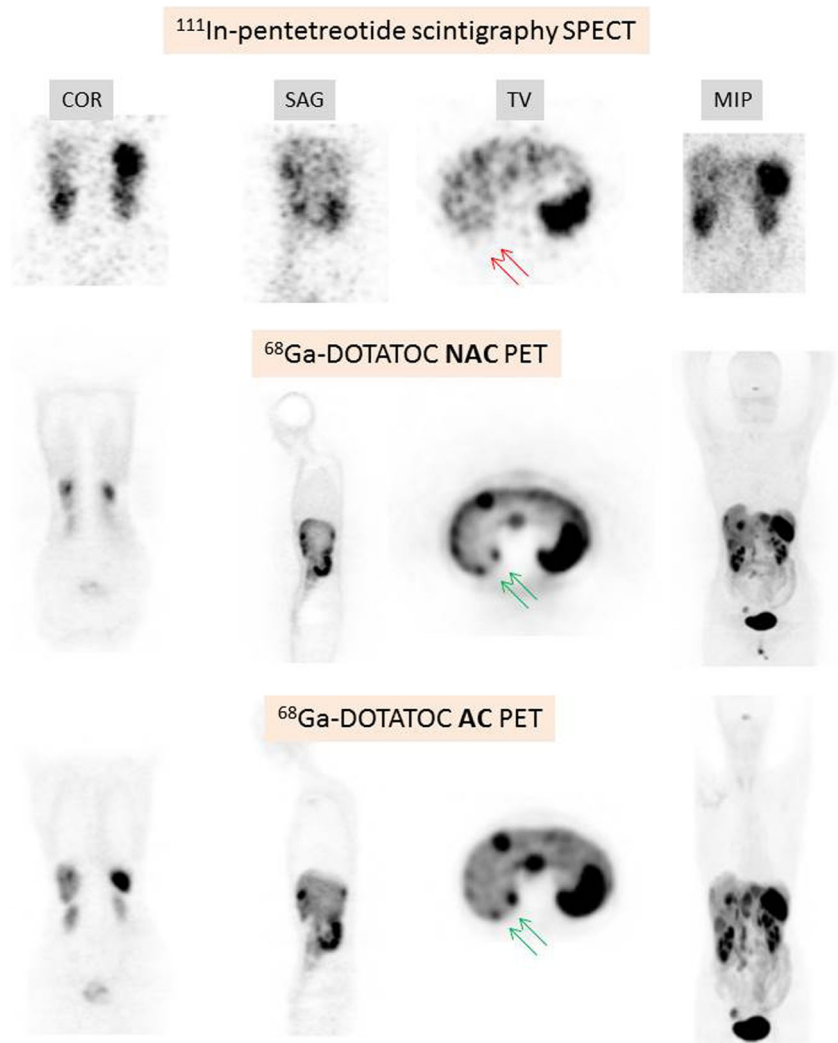 ¹¹¹In-pentetreotide scintigraphy SPECT
COR SAG TV MIP
⁶⁸Ga-DOTATOC NAC PET
⁶⁸Ga-DOTATOC AC PET